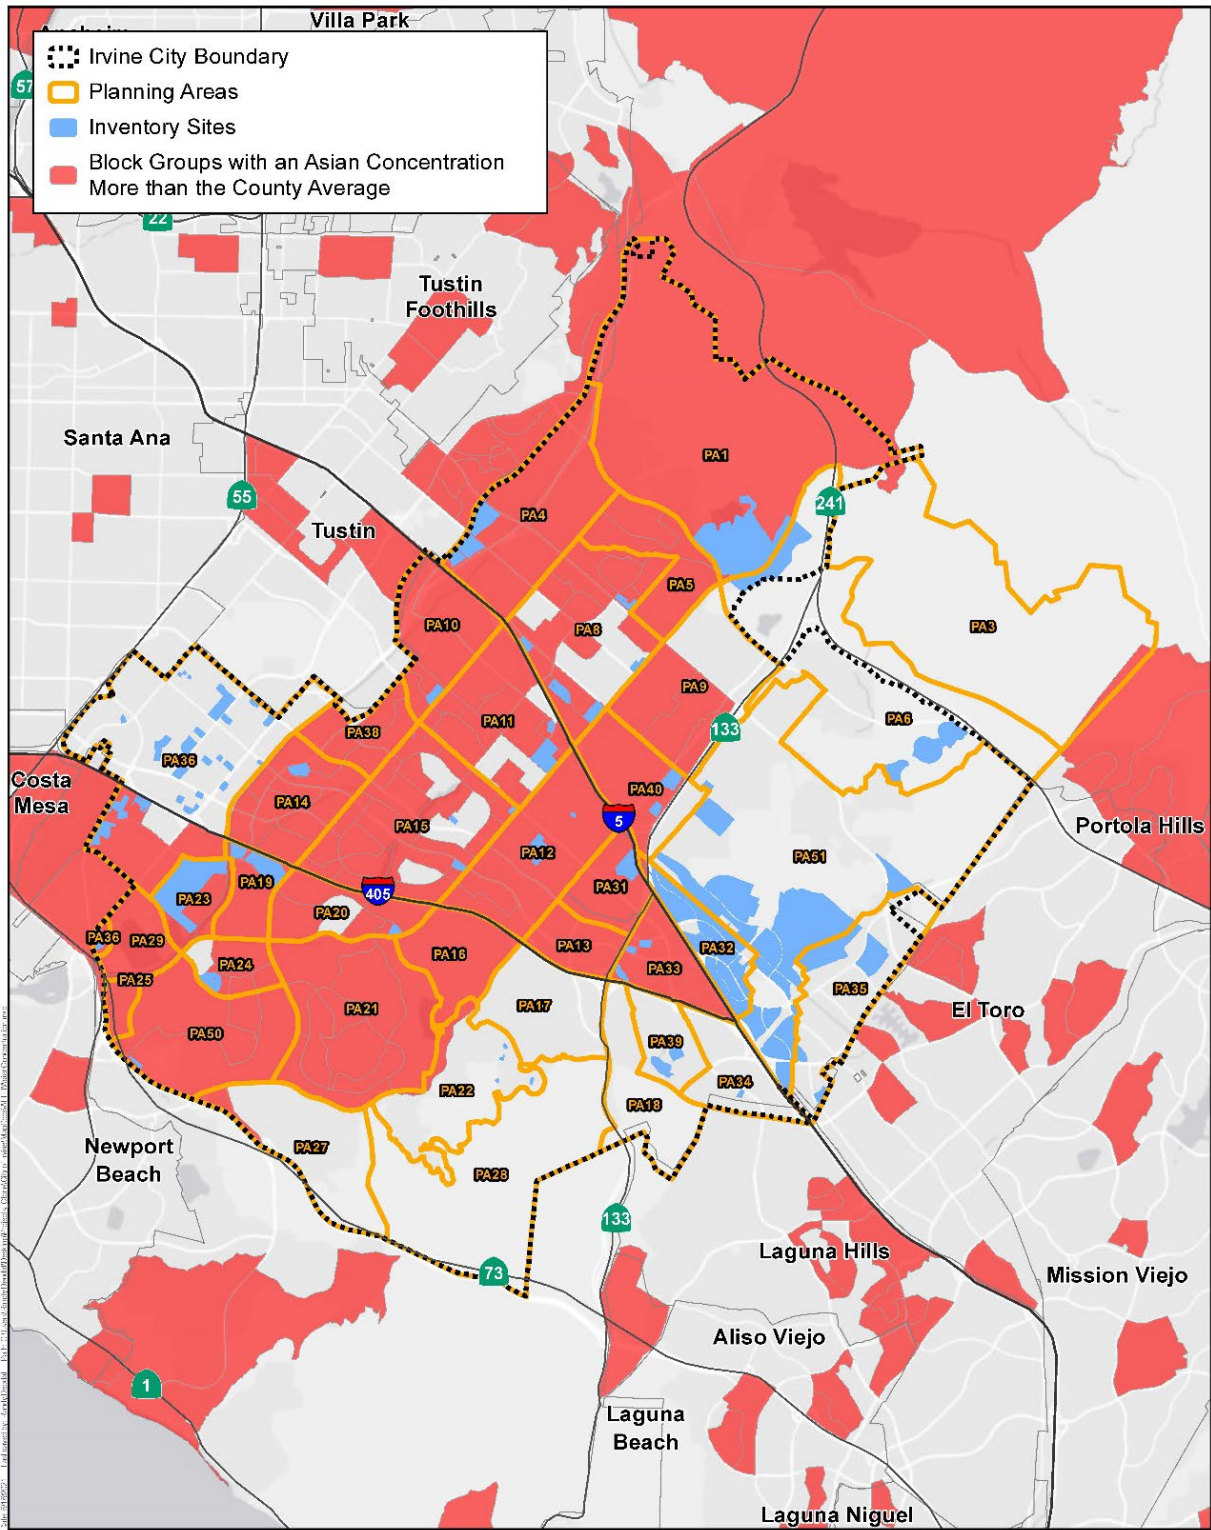 Villa Park
Anaheim
57
Irvine City Boundary
Planning Areas
Inventory Sites
Block Groups with an Asian Concentration
More than the County Average
22
Tustin
Foothills
Santa Ana
55
Tustin
PA1
241
PA4
PA5
PA10
PA8
PA3
PA9
PA11
PA6
133
PA38
PA36
Costa
Mesa
PA14
PA40
5
PA15
Portola Hills
PA12
PA51
PA19
405
PA31
PA23
PA20
PA36
PA29
PA13
PA32
PA16
PA24
PA33
PA25
PA35
PA17
PA21
El Toro
PA50
PA39
PA34
PA22
PA18
Newport
Beach
PA27
PA28
133
Laguna Hills
73
Mission Viejo
Aliso Viejo
1
Laguna
Beach
Laguna Niguel